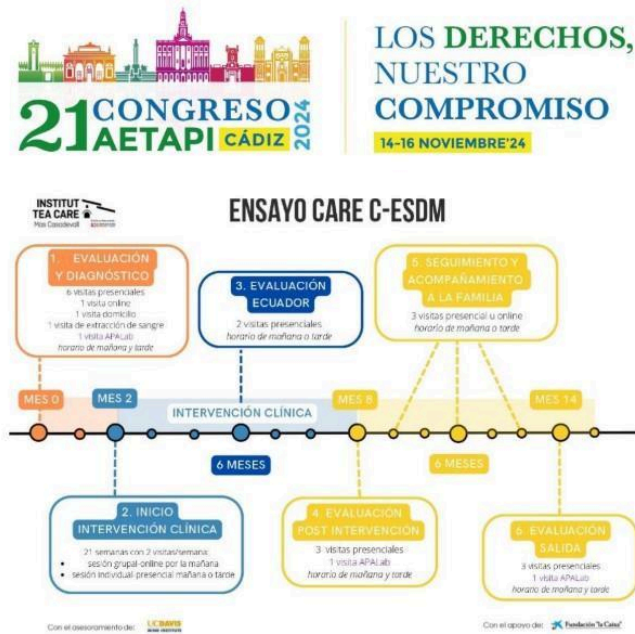 21 CONGRESO
AETAPI CÁDIZ
2024
LOS DERECHOS,
NUESTRO
COMPROMISO
14-16 NOVIEMBRE'24
INSTITUT
TEA CARE
Mas Casadevall
ENSAYO CARE C-ESDM
1. EVALUACIÓN
Y DIAGNÓSTICO
6 visitas presenciales
1 visita online
1 visita domicilio
1 visita de extracción de sangre
1 visita APALab
horario de mañana y tarde
3. EVALUACIÓN
ECUADOR
2 visitas presenciales
horario de mañana o tarde
5. SEGUIMIENTO Y
ACOMPAÑAMIENTO
A LA FAMILIA
3 visitas presencial u online
horario de mañana o tarde
MES 0
MES 2
INTERVENCIÓN CLÍNICA
MES 8
MES 14
6 MESES
6 MESES
2. INICIO
INTERVENCIÓN CLÍNICA
21 semanas con 2 visitas/semana:
• sesión grupal online por la mañana
• sesión individual presencial mañana o tarde
4. EVALUACIÓN
POST INTERVENCIÓN
3 visitas presenciales
1 visita APALab
horario de mañana y tarde
6. EVALUACIÓN
SALIDA
3 visitas presenciales
1 visita APALab
horario de mañana y tarde
Con el asesoramiento de: UCDAVIS
MIND INSTITUTE
Con el apoyo de: Fundación "la Caixa"